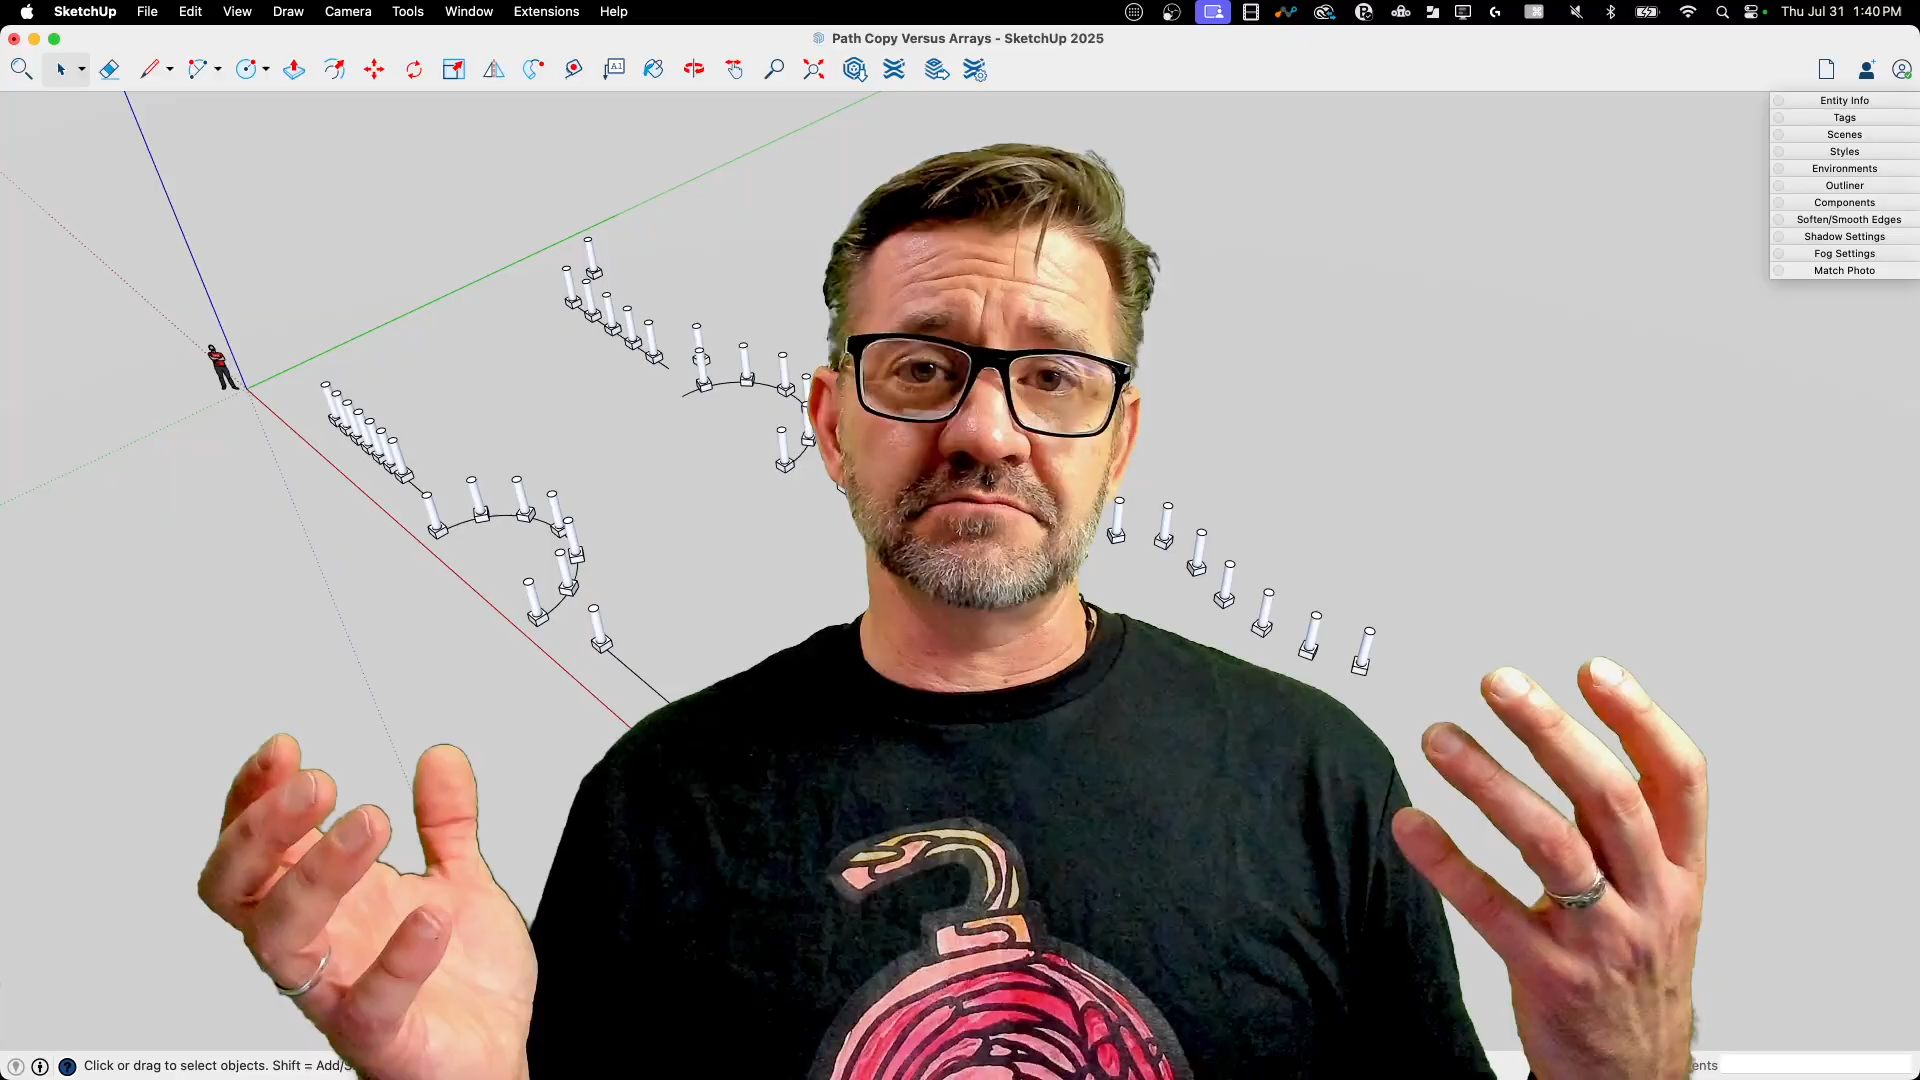 SketchUp File Edit View Draw Camera Tools Window Extensions Help Thu Jul 31 1:40 PM
Path Copy Versus Arrays - SketchUp 2025
A1
Entity Info
Tags
Scenes
Styles
Environments
Outliner
Components
Soften/Smooth Edges
Shadow Settings
Fog Settings
Match Photo
Click or drag to select objects. Shift = Add/S
ents